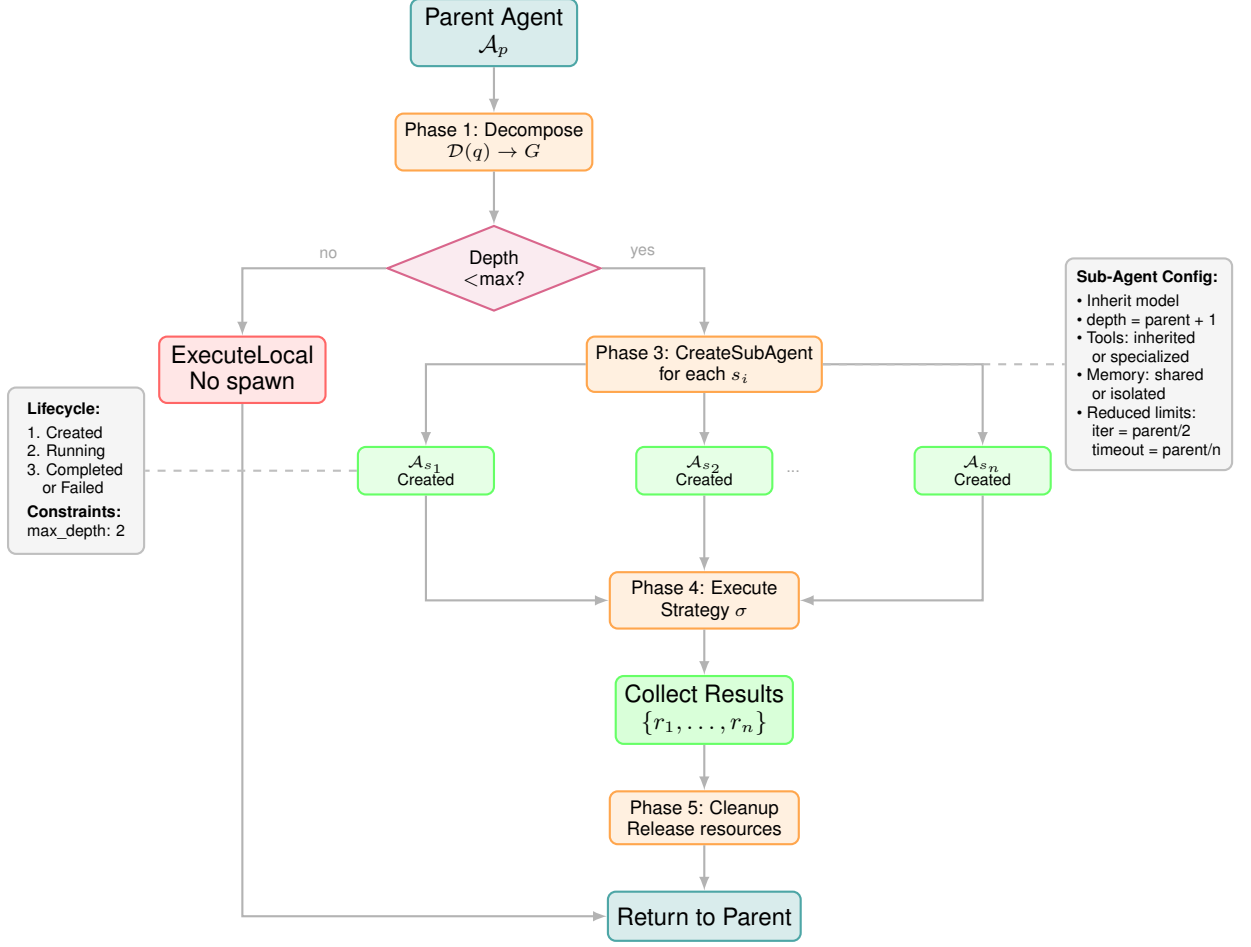 Parent Agent
𝒜ₚ
Phase 1: Decompose
𝒟(q) → G
no
yes
Depth
<max?
ExecuteLocal
No spawn
Phase 3: CreateSubAgent
for each sᵢ
Sub-Agent Config:
• Inherit model
• depth = parent + 1
• Tools: inherited
or specialized
• Memory: shared
or isolated
• Reduced limits:
iter = parent/2
timeout = parent/n
Lifecycle:
1. Created
2. Running
3. Completed
or Failed
Constraints:
max_depth: 2
𝒜ₛ₁
Created
𝒜ₛ₂
Created
...
𝒜ₛₙ
Created
Phase 4: Execute
Strategy σ
Collect Results
{r₁, . . . , rₙ}
Phase 5: Cleanup
Release resources
Return to Parent